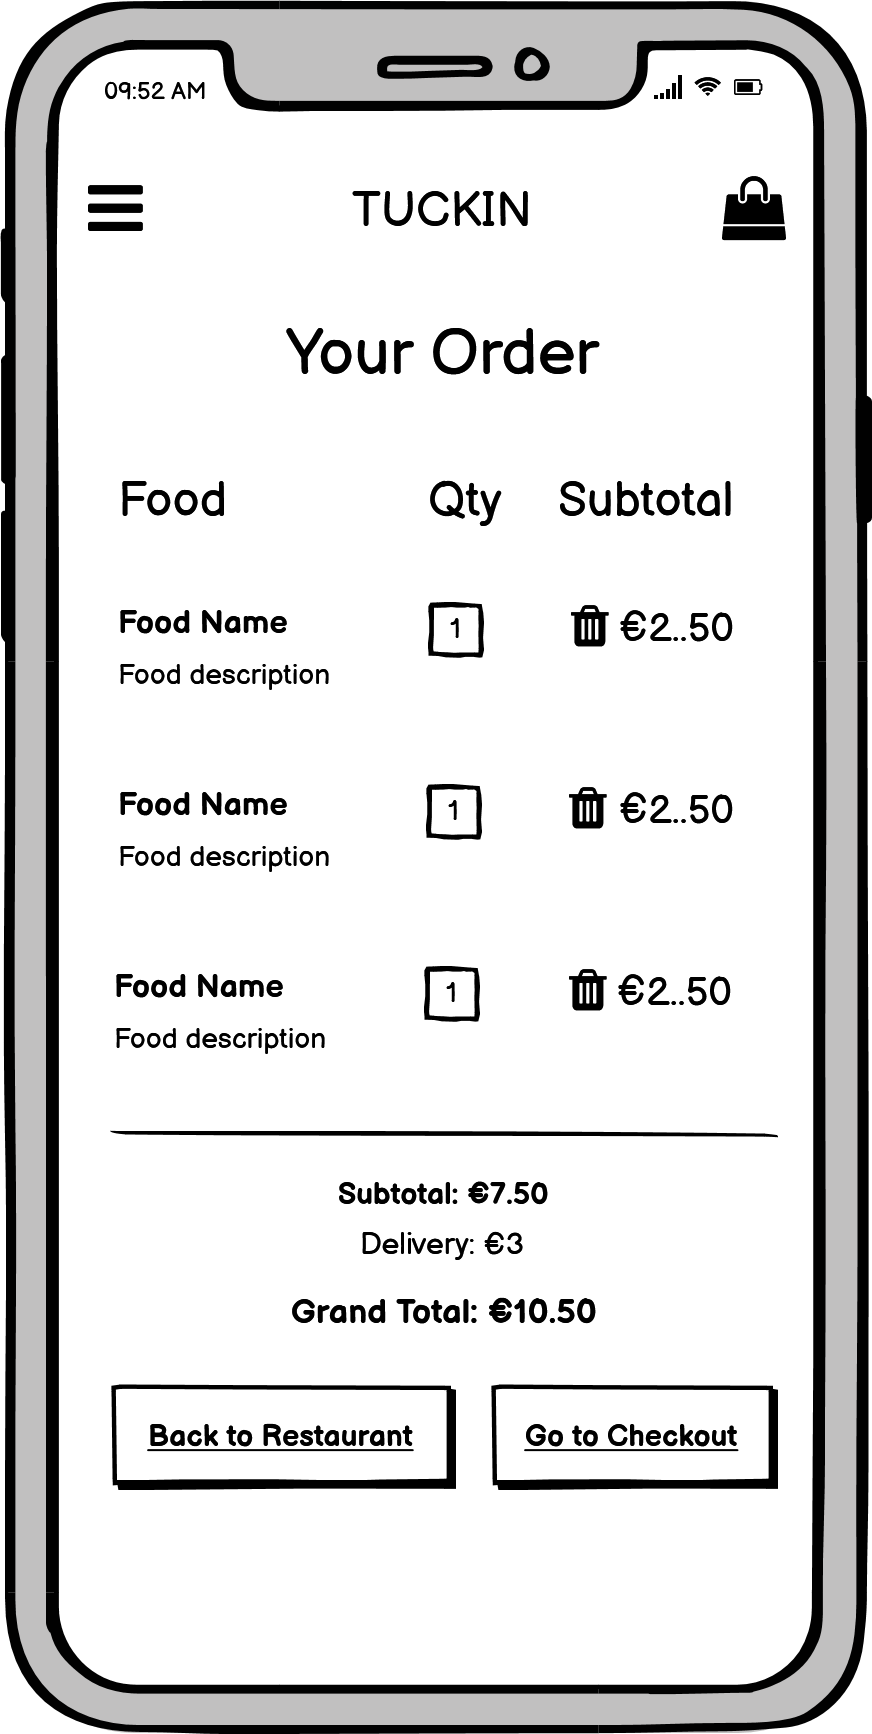 09:52 AM
TUCKIN
Your Order
Food Qty Subtotal
Food Name 1 €2..50
Food description
Food Name 1 €2..50
Food description
Food Name 1 €2..50
Food description
Subtotal: €7.50
Delivery: €3
Grand Total: €10.50
Back to Restaurant Go to Checkout